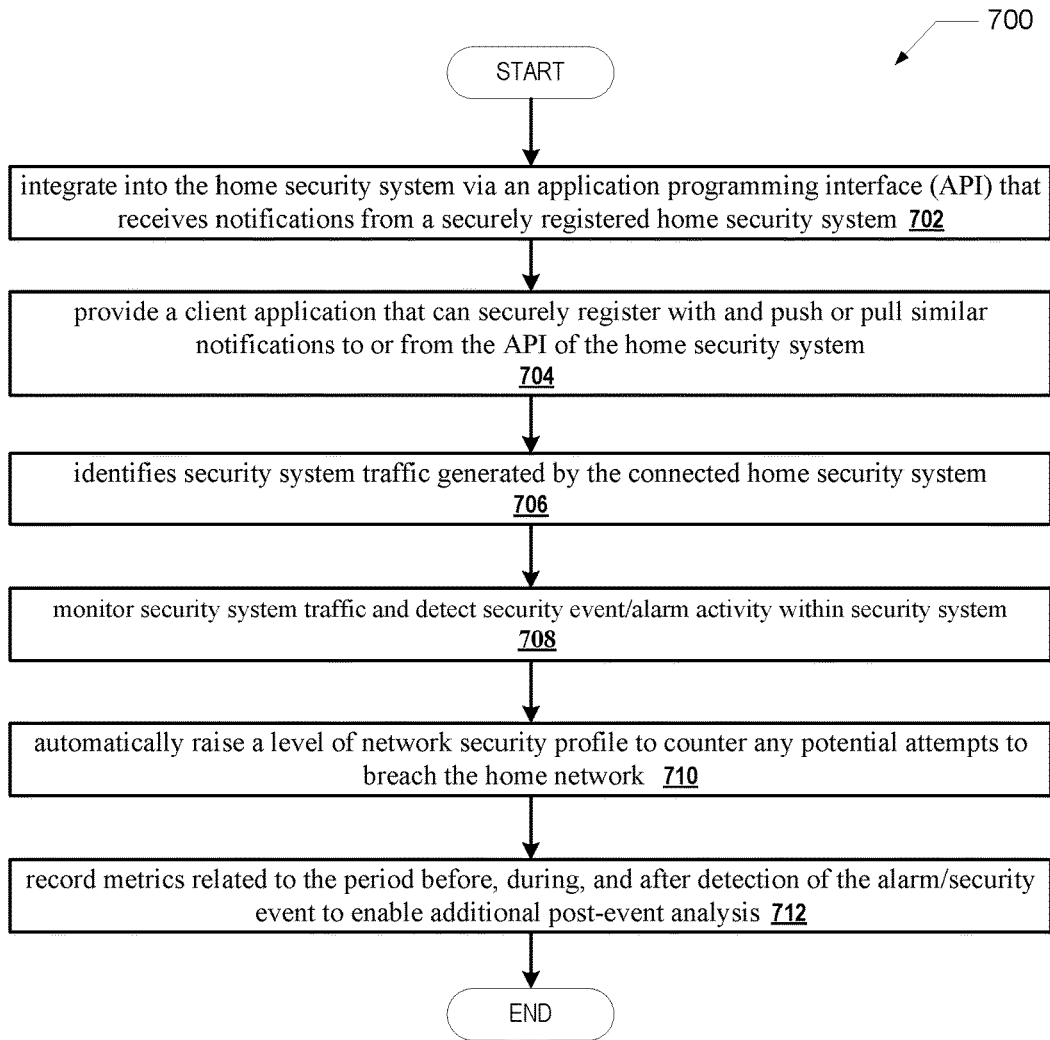 700
START
integrate into the home security system via an application programming interface (API) that
receives notifications from a securely registered home security system 702
provide a client application that can securely register with and push or pull similar
notifications to or from the API of the home security system
704
identifies security system traffic generated by the connected home security system
706
monitor security system traffic and detect security event/alarm activity within security system
708
automatically raise a level of network security profile to counter any potential attempts to
breach the home network 710
record metrics related to the period before, during, and after detection of the alarm/security
event to enable additional post-event analysis 712
END